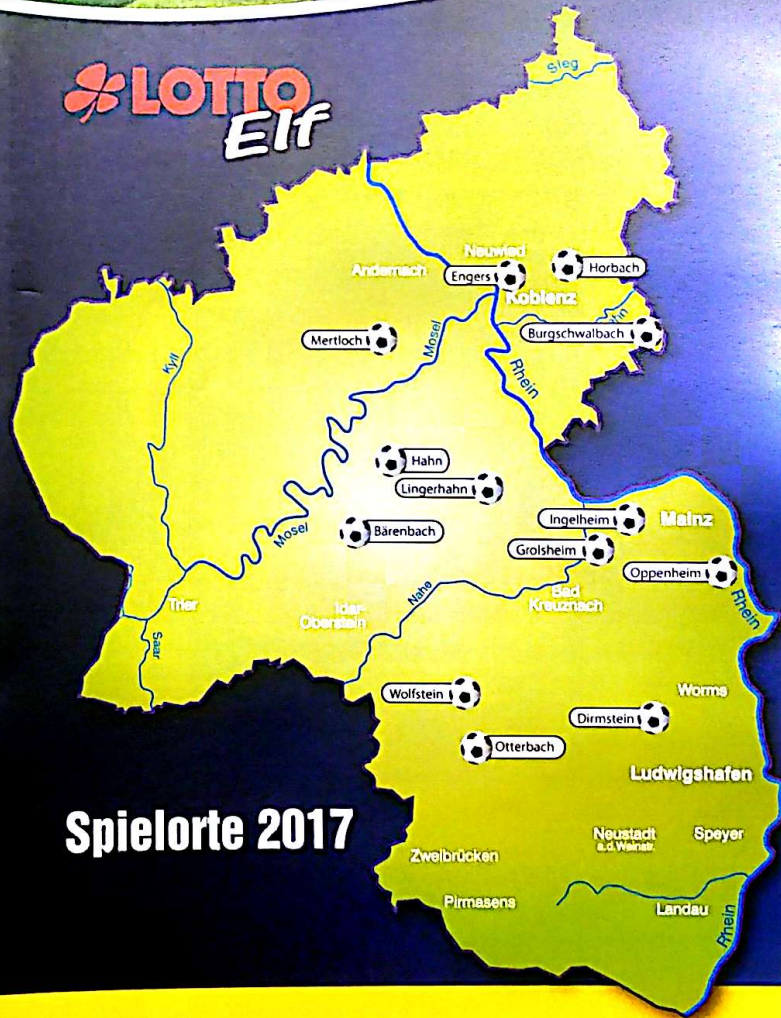 LOTTO
Elf
Sieg
Neuwied
Andernach
Engers
Horbach
Koblenz
Burgschwalbach
Mertloch
Mosel
Kyll
Rhein
Hahn
Lingerhahn
Bärenbach
Mosel
Ingelheim
Mainz
Grolsheim
Oppenheim
Rhein
Nahe
Bad
Kreuznach
Trier
Idar-
Oberstein
Saar
Wolfstein
Worms
Dirmstein
Otterbach
Ludwigshafen
Spielorte 2017
Neustadt
a.d.Weinstr.
Speyer
Zweibrücken
Pirmasens
Landau
Rhein